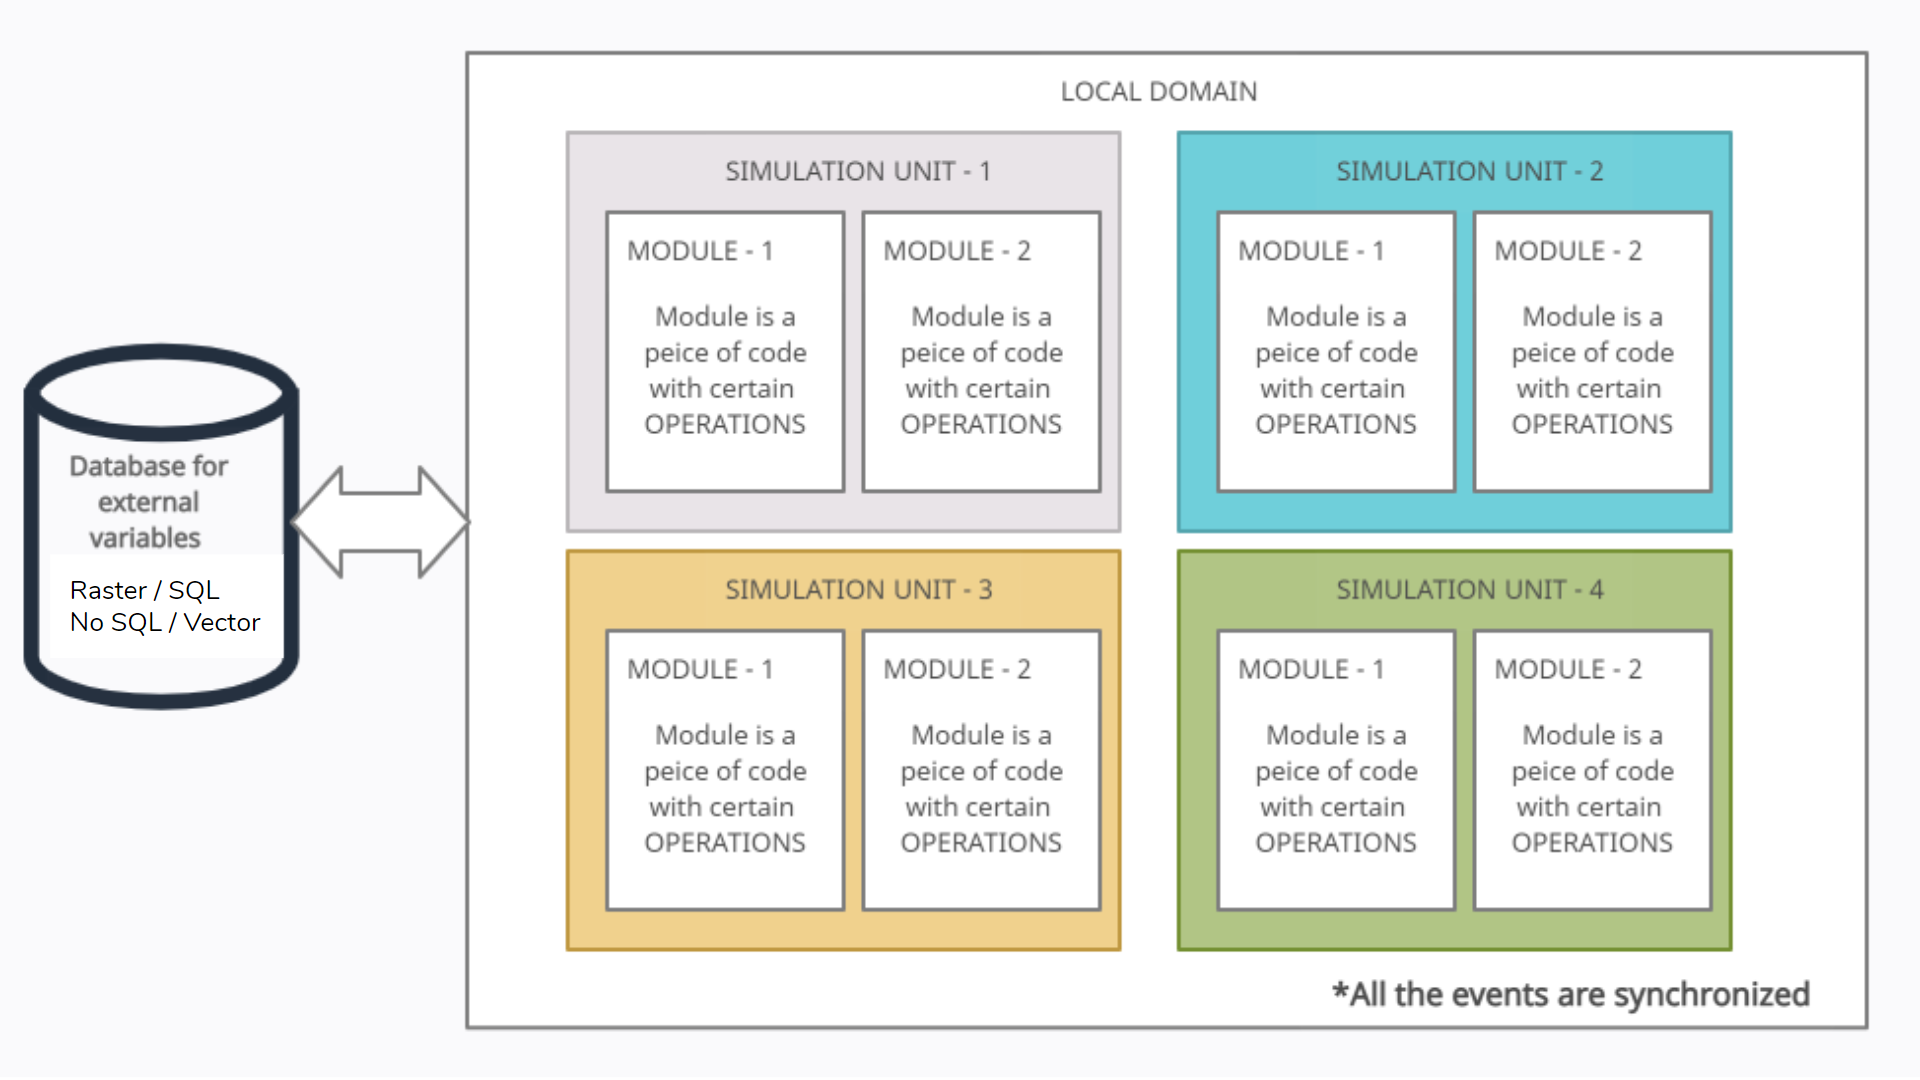 LOCAL DOMAIN
SIMULATION UNIT - 1
MODULE - 1
Module is a
peice of code
with certain
OPERATIONS
MODULE - 2
Module is a
peice of code
with certain
OPERATIONS
SIMULATION UNIT - 2
MODULE - 1
Module is a
peice of code
with certain
OPERATIONS
MODULE - 2
Module is a
peice of code
with certain
OPERATIONS
Database for
external
variables
Raster / SQL
No SQL / Vector
SIMULATION UNIT - 3
MODULE - 1
Module is a
peice of code
with certain
OPERATIONS
MODULE - 2
Module is a
peice of code
with certain
OPERATIONS
SIMULATION UNIT - 4
MODULE - 1
Module is a
peice of code
with certain
OPERATIONS
MODULE - 2
Module is a
peice of code
with certain
OPERATIONS
*All the events are synchronized